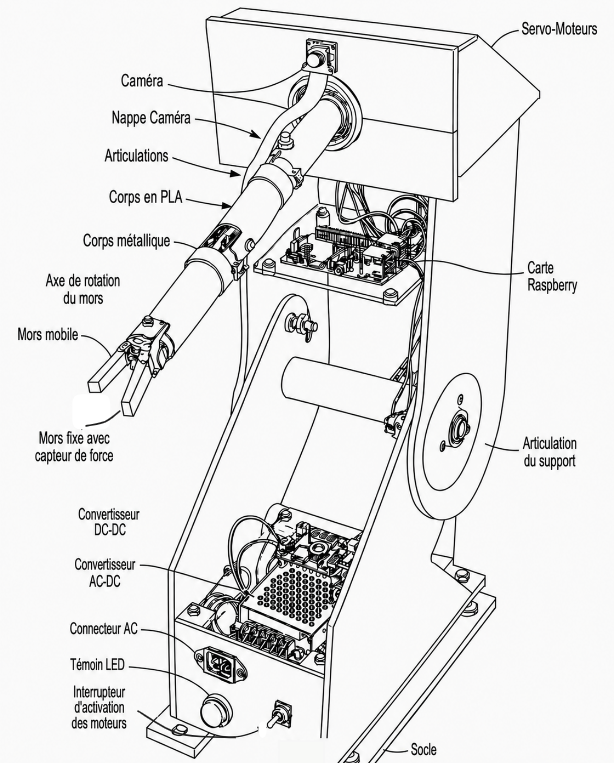 Servo-Moteurs
Caméra
Nappe Caméra
Articulations
Corps en PLA
Corps métallique
Axe de rotation
du mors
Carte
Raspberry
Mors mobile
Mors fixe avec
capteur de force
Articulation
du support
Convertisseur
DC-DC
Convertisseur
AC-DC
Connecteur AC
Témoin LED
Interrupteur
d'activation
des moteurs
Socle